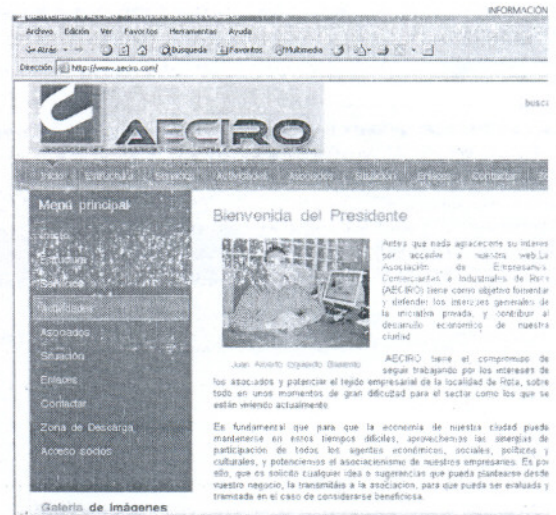 INFORMACIÓN
Archivo Edición Ver Favoritos Herramientas Ayuda
Atrás Búsqueda Favoritos Multimedia
Dirección http://www.aeciro.com/
AECIRO
busca
Inicio Estructura Servicios Actividades Asociados Situación Enlaces Contactar
Menú principal
Inicio
Estructura
Servicios
Actividades
Asociados
Situación
Enlaces
Contactar
Zona de Descarga
Acceso socios
Galería de Imágenes
Bienvenida del Presidente
Antes que nada agradecerle su interés
por acceder a nuestra web. La
Asociación de Empresarios,
Comerciantes e Industriales de Rota
(AECIRO) tiene como objetivo fomentar
y defender los intereses generales de
la iniciativa privada, y contribuir al
desarrollo económico de nuestra
ciudad.
Juan Antonio Izquierdo
AECIRO tiene el compromiso de
seguir trabajando por los intereses de
los asociados y potenciar el tejido empresarial de la localidad de Rota, sobre
todo en unos momentos de gran dificultad para el sector como los que se
están viviendo actualmente.
Es fundamental que para que la economía de nuestra ciudad pueda
mantenerse en estos tiempos difíciles, aprovechemos las sinergias de
participación de todos los agentes económicos, sociales, políticos y
culturales, y potenciemos el asociacionismo de nuestros empresarios. Es por
ello, que os solicito cualquier idea o sugerencias que pueda plantearse desde
vuestro negocio, la transmitáis a la asociación, para que pueda ser evaluada y
tramitada en el caso de considerarse beneficiosa.